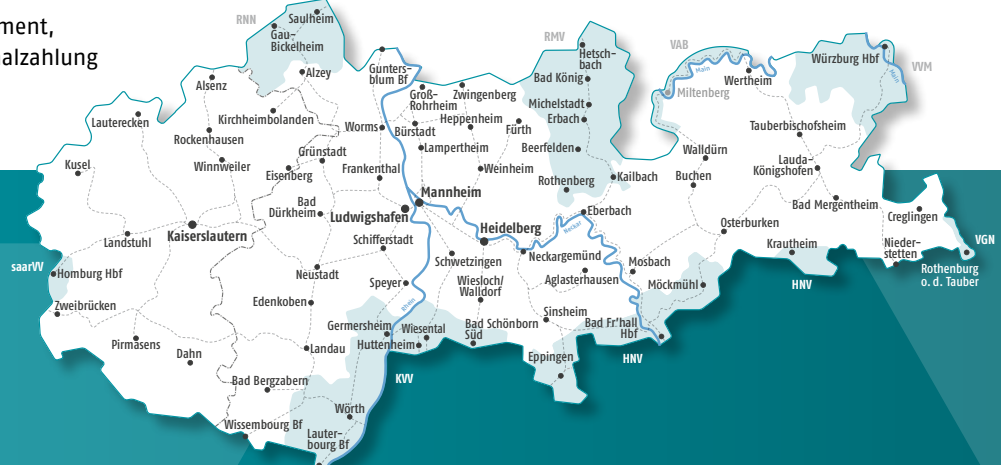 ment,
alzahlung
RNN
Saulheim
Gau-
Bickelheim
Alzey
Alsenz
Lauterecken
Kirchheimbolanden
Rockenhausen
Kusel
Winnweiler
Eisenberg
Grünstadt
Bad
Dürkheim
Landstuhl
Kaiserslautern
saarVV
Homburg Hbf
Zweibrücken
Pirmasens
Dahn
Neustadt
Edenkoben
Landau
Bad Bergzabern
Wissembourg Bf
Wörth
Lauter-
bourg Bf
Germersheim
Gunters-
blum Bf
Worms
Frankenthal
Ludwigshafen
Schifferstadt
Speyer
Rhein
Groß-
Rohrheim
Zwingenberg
Bürstadt
Heppenheim
Lampertheim
Fürth
Weinheim
Mannheim
Heidelberg
Schwetzingen
Wiesloch/
Walldorf
Wiesental
Huttenheim
Bad Schönborn
Süd
KVV
RMV
Hetsch-
bach
Bad König
Michelstadt
Erbach
Beerfelden
Rothenberg
Kailbach
Eberbach
Neckar
Neckargemünd
Aglasterhausen
Sinsheim
Eppingen
Bad Fr'hall
Hbf
HNV
Mosbach
Möckmühl
Osterburken
VAB
Main
Miltenberg
Wertheim
Walldürn
Buchen
Würzburg Hbf
Main
VVM
Tauberbischofsheim
Lauda-
Königshofen
Bad Mergentheim
Krautheim
HNV
Creglingen
Nieder-
stetten
VGN
Rothenburg
o. d. Tauber